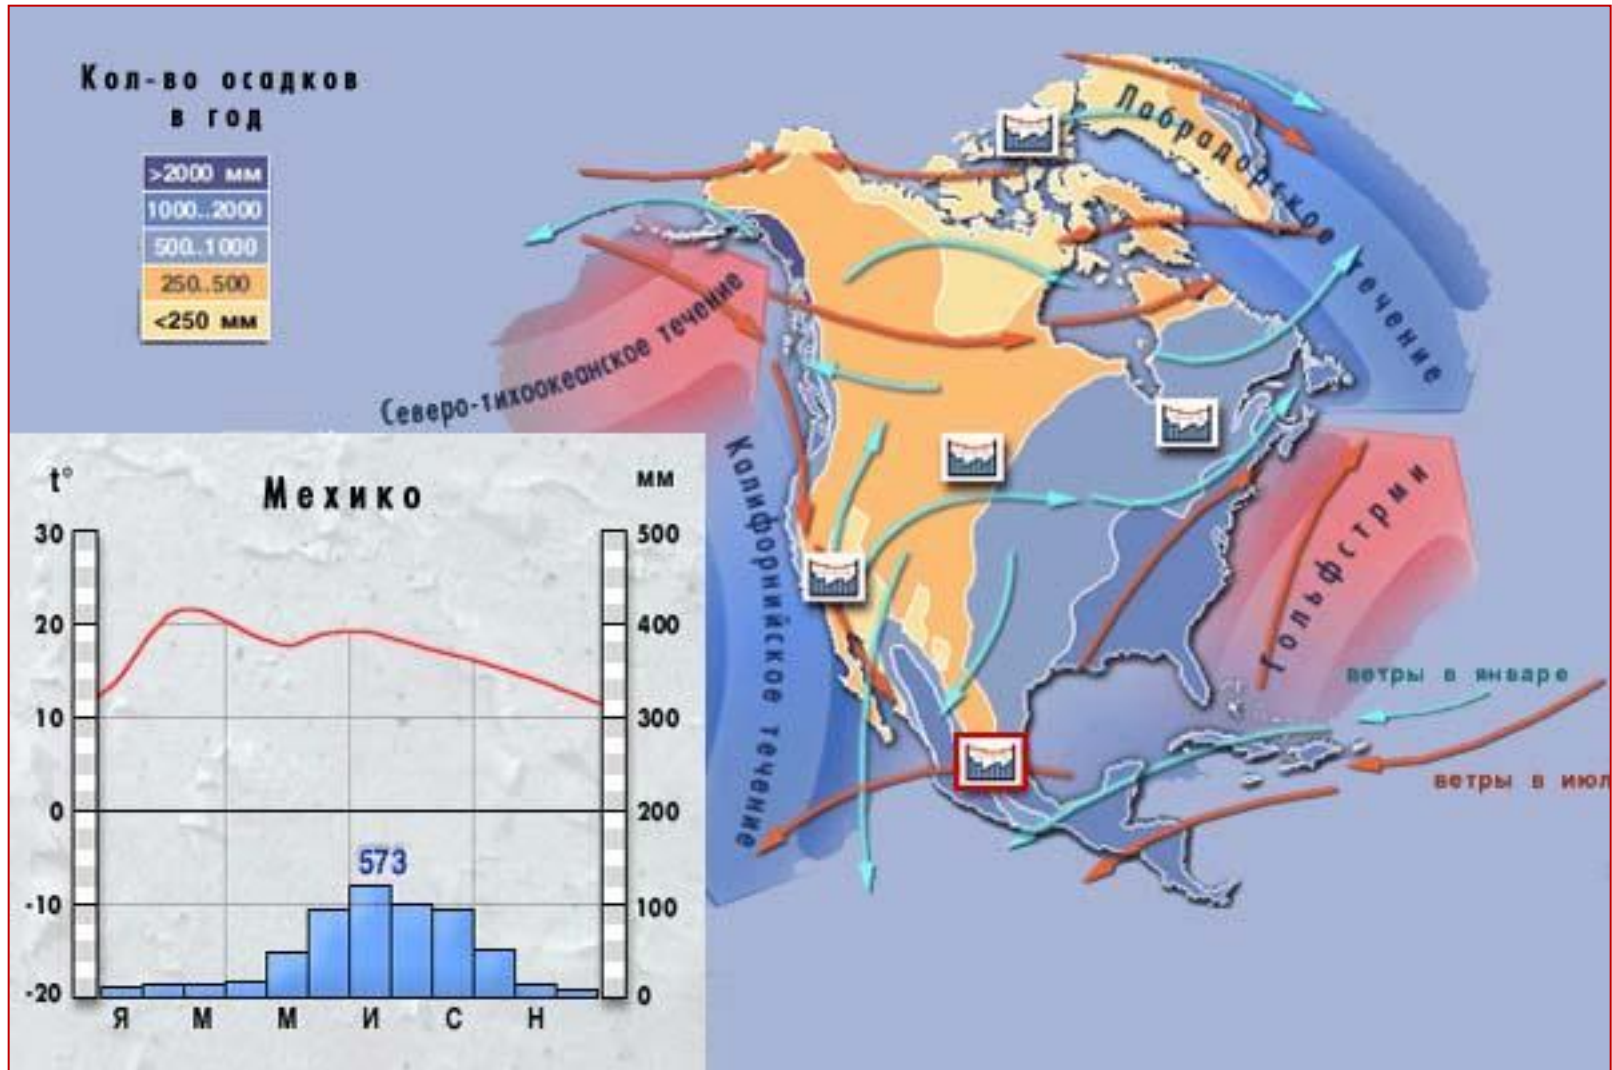 Кол-во осадков
в год
>2000 мм
1000..2000
500..1000
250..500
<250 мм
Лабрадорское течение
Северо-тихоокеанское течение
Калифорнийское течение
Гольфстрми
ветры в январе
ветры в июл
t°
Мехико
мм
30
20
10
0
-10
-20
500
400
300
200
100
0
573
Я М М И С Н